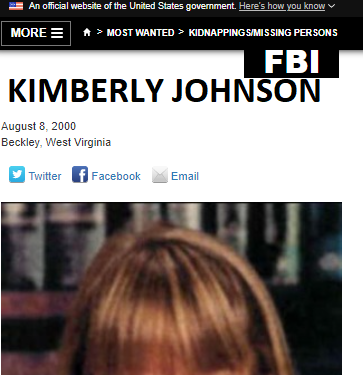 An official website of the United States government. Here's how you know
MORE > MOST WANTED > KIDNAPPINGS/MISSING PERSONS
FBI
KIMBERLY JOHNSON
August 8, 2000
Beckley, West Virginia
Twitter Facebook Email